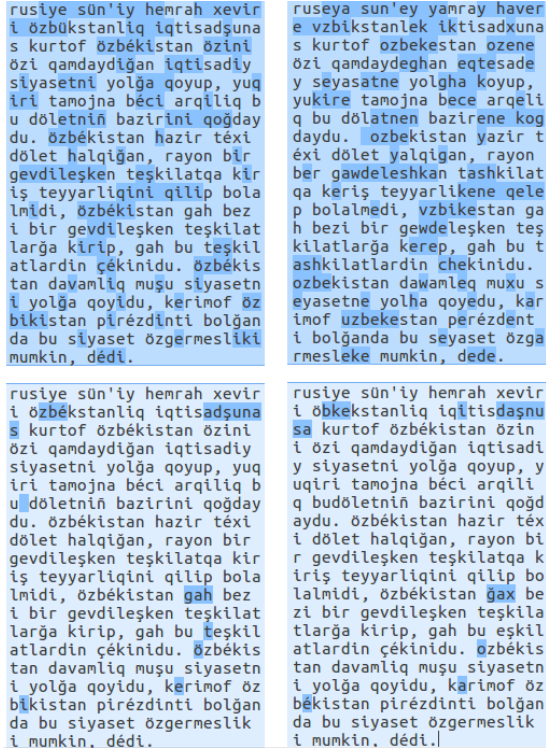 rusiye sün'iy hemrah xevir
i özbükstanliq iqtisadşuna
s kurtof özbékistan özini
özi qamdaydiğan iqtisadiy
siyasetni yolğa qoyup, yuq
iri tamojna béci arqiliq b
u döletniñ bazirini qoğday
du. özbékistan hazir téxi
dölet halqiğan, rayon bir
gevdileşken teşkilatqa kir
iş teyyarliqini qilip bola
lmidi, özbékistan gah bez
i bir gevdileşken teşkilat
larğa kirip, gah bu teşkil
atlardin çékinidu. özbékis
tan davamliq muşu siyasetn
i yolğa qoyidu, kerimof öz
bikistan pirézdinti bolğan
da bu siyaset özgermesliki
mumkin, dédi.
ruseya sun'ey yamray haver
e vzbikstanlek iktisadxuna
s kurtof ozbekestan ozene
özi qamdaydeghan eqtesade
y seyasatne yolgha koyup,
yukire tamojna bece arqeli
q bu dölatnen bazirene kog
daydu.  ozbekistan yazir t
éxi dölet yalqigan, rayon
ber gawdeleshkan tashkilat
qa keriş teyyarlikene qele
p bolalmedi, vzbikestan ga
h bezi bir gewdeleşken teş
kilatlarğa kerep, gah bu t
ashkilatlardin chekinidu.
ozbekistan dawamleq muxu s
eyasetne yolha qoyedu, kar
imof uzbekestan perézdent
i bolğanda bu seyaset özga
rmesleke mumkin, dede.
rusiye sün'iy hemrah xevir
i özbékstanliq iqtisadşuna
s kurtof özbékistan özini
özi qamdaydiğan iqtisadiy
siyasetni yolğa qoyup, yuq
iri tamojna béci arqiliq b
u döletniñ bazirini qoğday
du. özbékistan hazir téxi
dölet halqiğan, rayon bir
gevdileşken teşkilatqa kir
iş teyyarliqini qilip bola
lmidi, özbékistan gah bez
i bir gevdileşken teşkilat
larğa kirip, gah bu teşkil
atlardin çékinidu. özbékis
tan davamliq muşu siyasetn
i yolğa qoyidu, kerimof öz
bikistan pirézdinti bolğan
da bu siyaset özgermeslik
i mumkin, dédi.
rusiye sün'iy hemrah xevir
i öbkekstanliq iqitisdaşnu
sa kurtof özbékistan özin
i özi qamdaydiğan iqtisadi
y siyasetni yolğa qoyup, y
uqiri tamojna béci arqili
q budöletniñ bazirini qoğd
aydu. özbékistan hazir téx
i dölet halqiğan, rayon bi
r gevdileşken teşkilatqa k
iriş teyyarliqini qilip bo
lalmidi, özbékistan ğax be
zi bir gevdileşken teşkila
tlarğa kirip, gah bu eşkil
atlardin çékinidu. ozbékis
tan davamliq muşu siyasetn
i yolğa qoyidu, karimof öz
békistan pirézdinti bolğan
da bu siyaset özgermeslik
i mumkin, dédi.